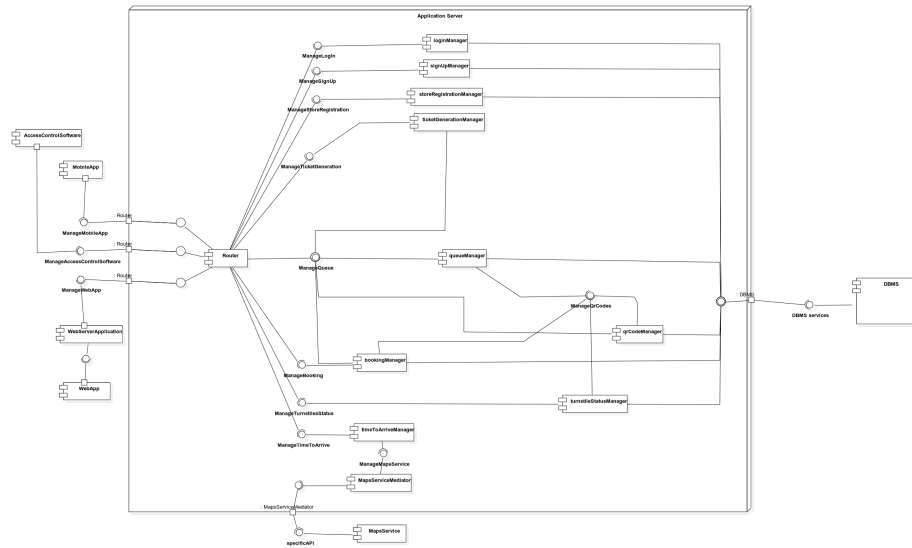 Application Server
loginManager
ManageLogin
signUpManager
ManageSignUp
storeRegistrationManager
ManageStoreRegistration
ticketGenerationManager
AccessControlSoftware
ManageTicketGeneration
MobileApp
: Router
ManageMobileApp
: Router
Router
queueManager
ManageAccessControlSoftware
ManageQueue
: Router
ManageWebApp
DBMS
: DBMS
ManageQrCodes
DBMS services
WebServerApplication
qrCodeManager
bookingManager
ManageBooking
WebApp
turnstileStatusManager
ManageTurnstilesStatus
timeToArriveManager
ManageTimeToArrive
ManageMapsService
MapsServiceMediator
: MapsServiceMediator
MapsService
specificAPI